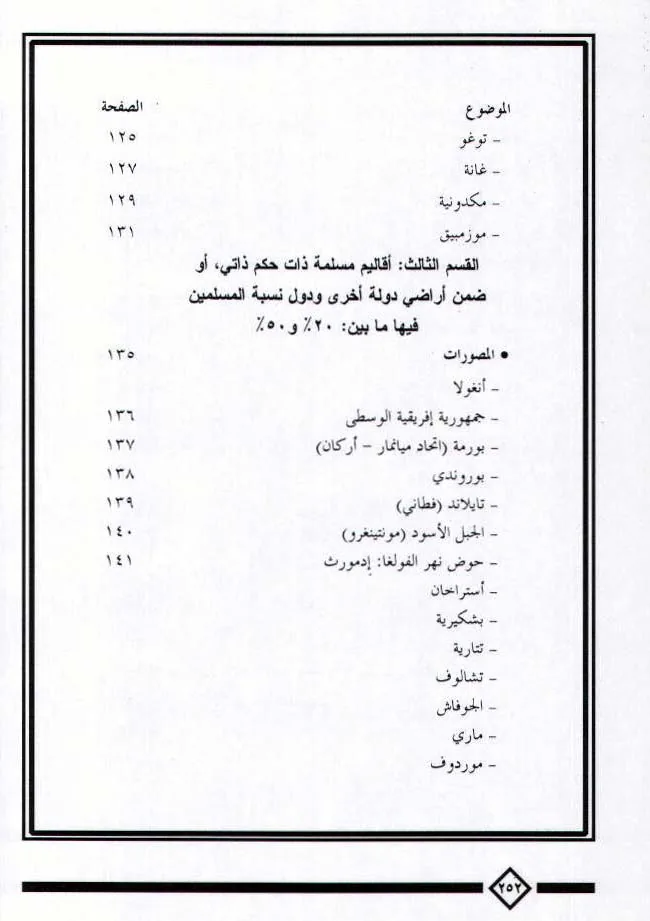 الموضوع الصفحة
- توغو ١٢٥
- غانة ١٢٧
- مكدونية ١٢٩
- موزمبيق ١٣١
القسم الثالث: أقاليم مسلمة ذات حكم ذاتي، أو
ضمن أراضي دولة أخرى ودول نسبة المسلمين
فيها ما بين: ٢٠٪ و٥٠٪
• المصورات ١٣٥
- أنغولا
- جمهورية إفريقية الوسطى ١٣٦
- بورمة (اتحاد ميانمار - أركان) ١٣٧
- بوروندي ١٣٨
- تايلاند (فطاني) ١٣٩
- الجبل الأسود (مونتينغرو) ١٤٠
- حوض نهر الفولغا: إدمورث ١٤١
- أستراخان
- بشكيرية
- تتارية
- تشالوف
- الجوفاش
- ماري
- موردوف
٢٥٢